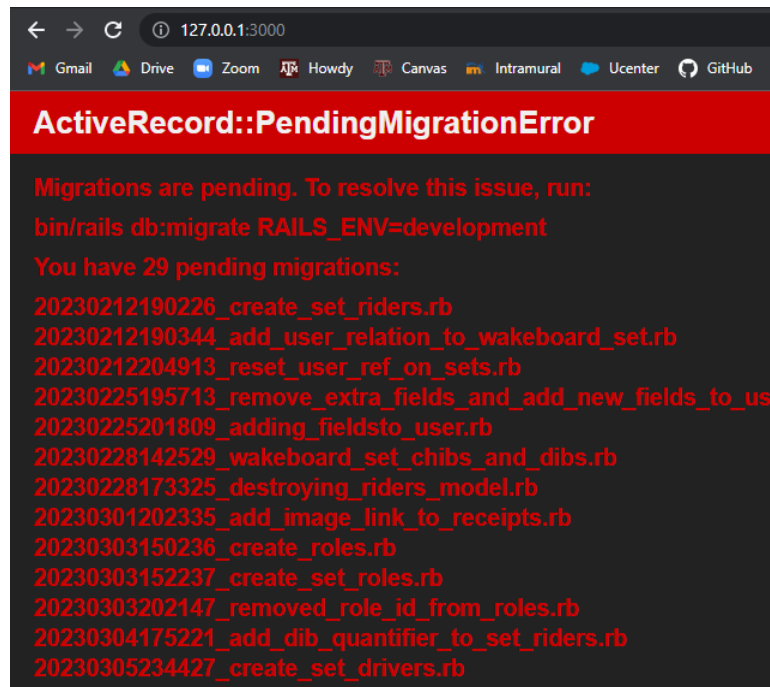 127.0.0.1:3000
Gmail Drive Zoom Howdy Canvas Intramural Ucenter GitHub
ActiveRecord::PendingMigrationError
Migrations are pending. To resolve this issue, run:
bin/rails db:migrate RAILS_ENV=development
You have 29 pending migrations:
20230212190226_create_set_riders.rb
20230212190344_add_user_relation_to_wakeboard_set.rb
20230212204913_reset_user_ref_on_sets.rb
20230225195713_remove_extra_fields_and_add_new_fields_to_us
20230225201809_adding_fieldsto_user.rb
20230228142529_wakeboard_set_chibs_and_dibs.rb
20230228173325_destroying_riders_model.rb
20230301202335_add_image_link_to_receipts.rb
20230303150236_create_roles.rb
20230303152237_create_set_roles.rb
20230303202147_removed_role_id_from_roles.rb
20230304175221_add_dib_quantifier_to_set_riders.rb
20230305234427_create_set_drivers.rb